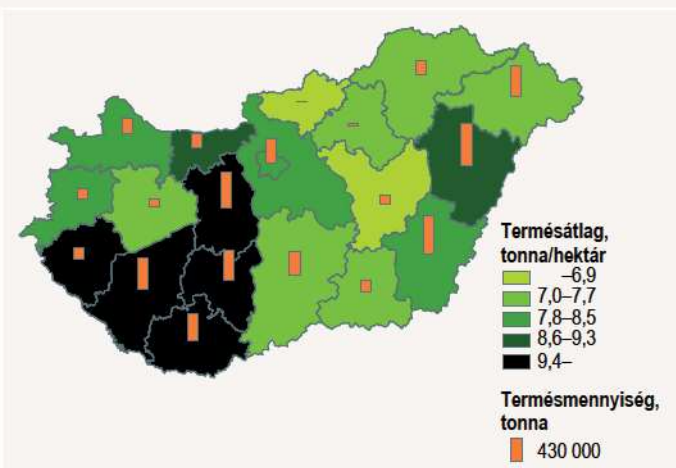 Termésátlag,
tonna/hektár
–6,9
7,0–7,7
7,8–8,5
8,6–9,3
9,4–
Termésmennyiség,
tonna
430 000